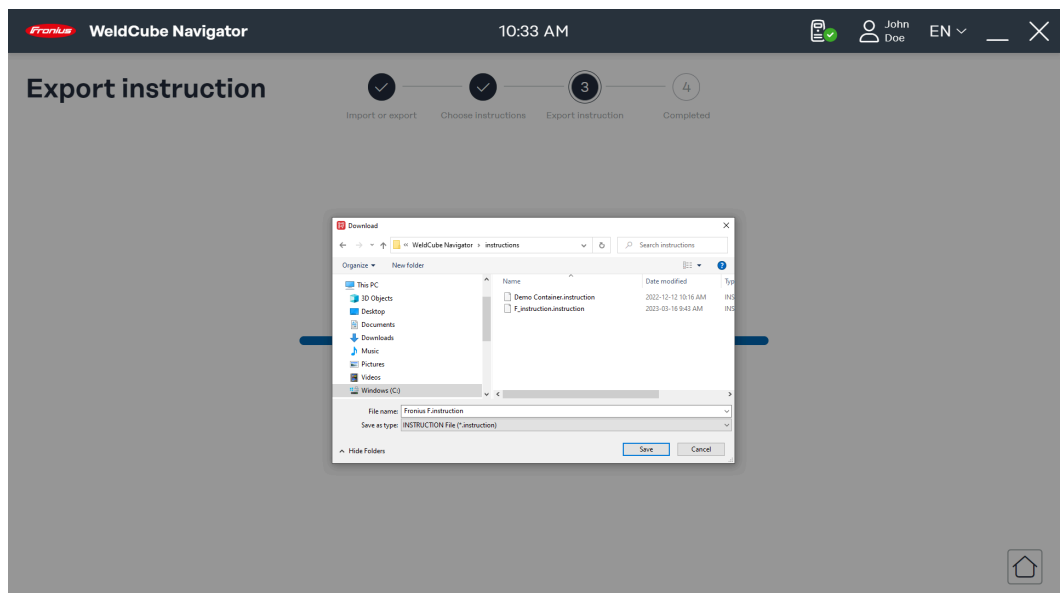 Fronius WeldCube Navigator 10:33 AM John Doe EN
Export instruction
3 4
Import or export Choose instructions Export instruction Completed
Download
« WeldCube Navigator › instructions Search instructions
Organize New folder
This PC Name Date modified Typ
3D Objects Demo Container.instruction 2022-12-12 10:16 AM INS
Desktop F_instruction.instruction 2023-03-16 9:43 AM INS
Documents
Downloads
Music
Pictures
Videos
Windows (C:)
File name: Fronius F.instruction
Save as type: INSTRUCTION File (*.instruction)
Hide Folders Save Cancel